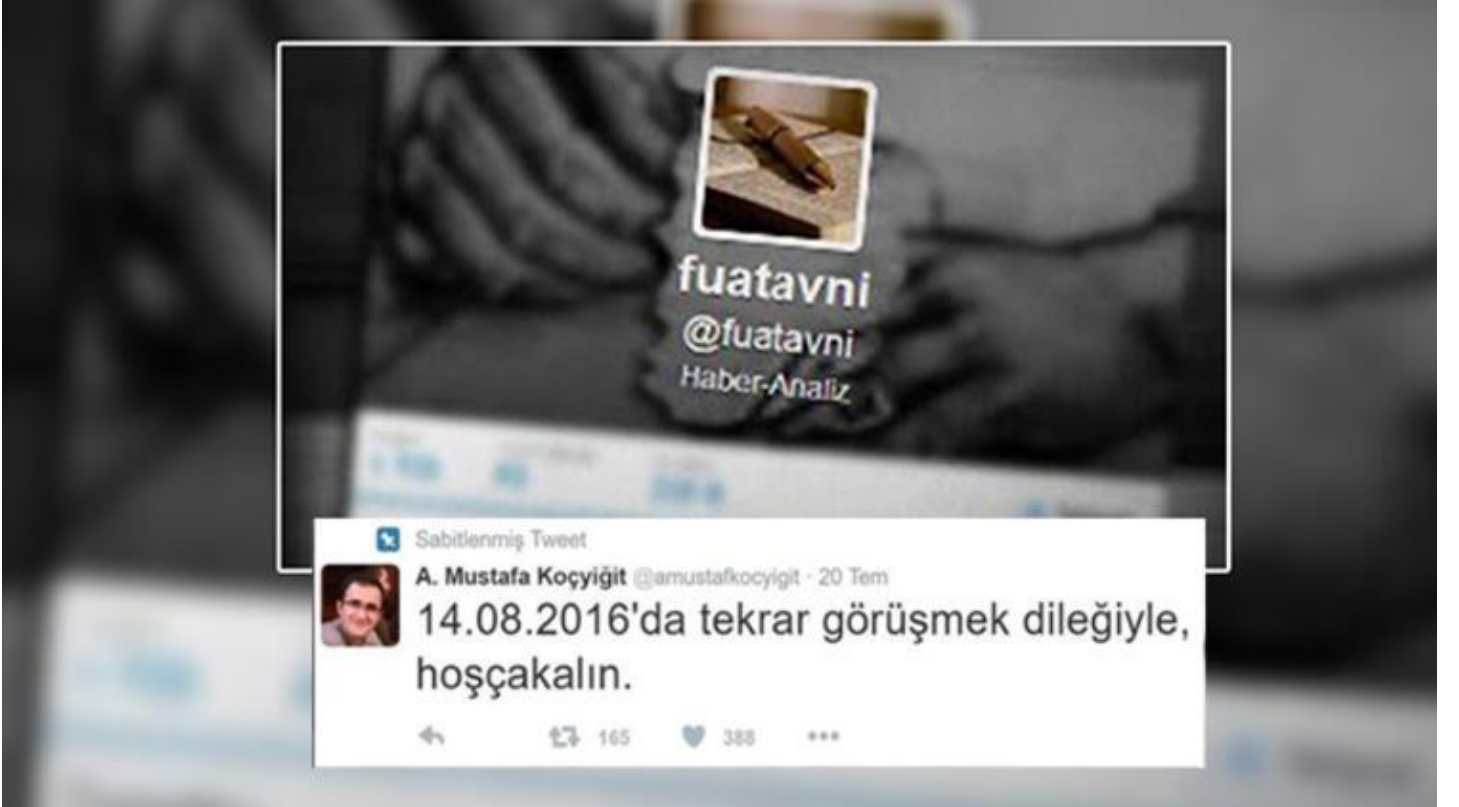 fuatavni
@fuatavni
Haber-Analiz
Sabitlenmiş Tweet
A. Mustafa Koçyiğit @amustafkocyigit · 20 Tem
14.08.2016'da tekrar görüşmek dileğiyle,
hoşçakalın.
165 388